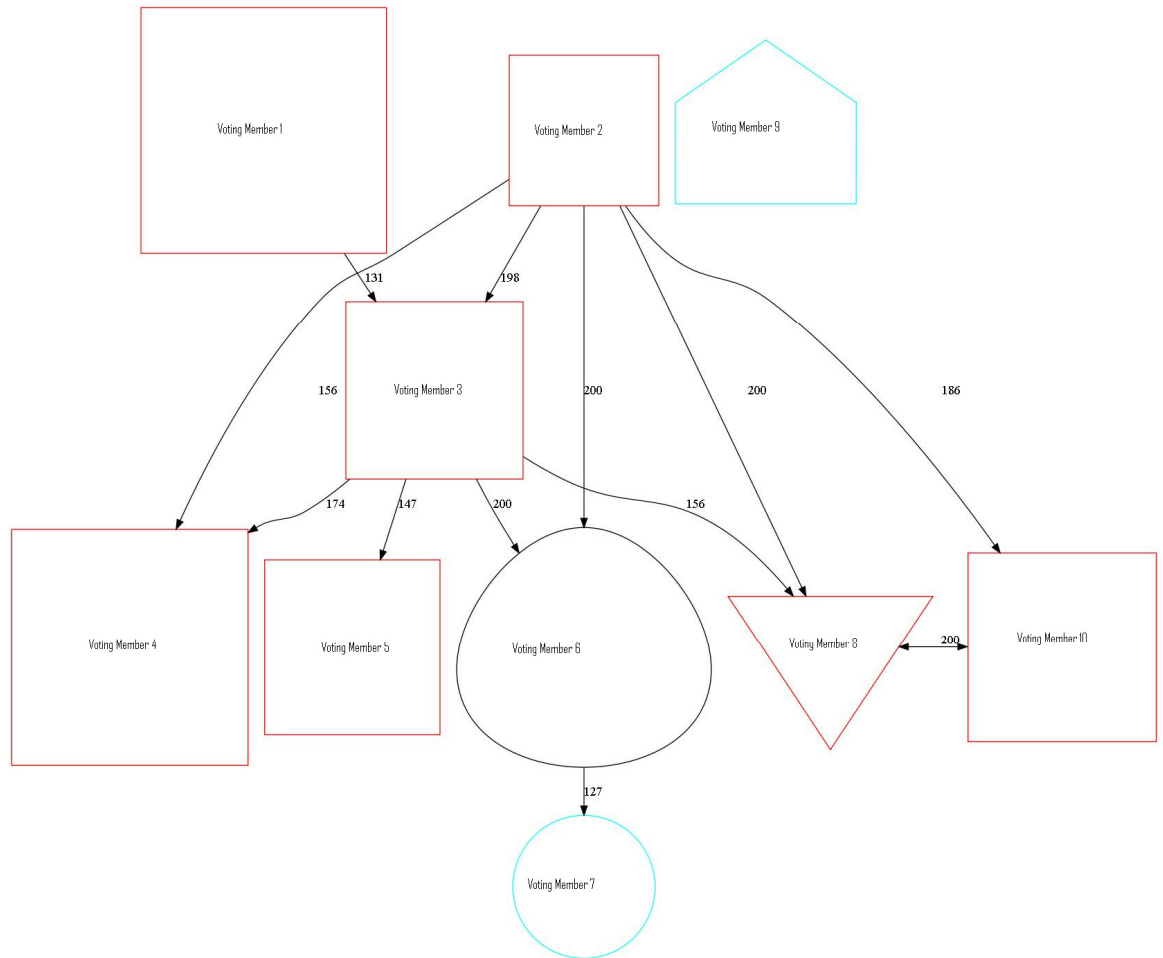 Voting Member 1
Voting Member 2
Voting Member 9
131
198
156
Voting Member 3
200
200
186
174
147
200
156
Voting Member 4
Voting Member 5
Voting Member 6
Voting Member 8
200
Voting Member 10
127
Voting Member 7